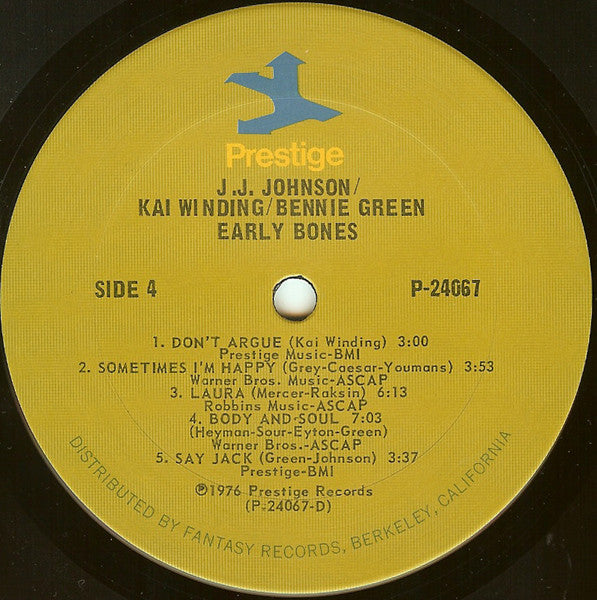 Prestige
J.J. JOHNSON/
KAI WINDING/BENNIE GREEN
EARLY BONES
SIDE 4
P-24067
1. DON'T ARGUE (Kai Winding) 3:00
Prestige Music-BMI
2. SOMETIMES I'M HAPPY (Grey-Caesar-Youmans) 3:53
Warner Bros. Music-ASCAP
3. LAURA (Mercer-Raksin) 6:13
Robbins Music-ASCAP
4. BODY AND SOUL 7:03
(Heyman-Sour-Eyton-Green)
Warner Bros.-ASCAP
5. SAY JACK (Green-Johnson) 3:37
Prestige-BMI
℗1976 Prestige Records
(P-24067-D)
DISTRIBUTED BY FANTASY RECORDS, BERKELEY, CALIFORNIA